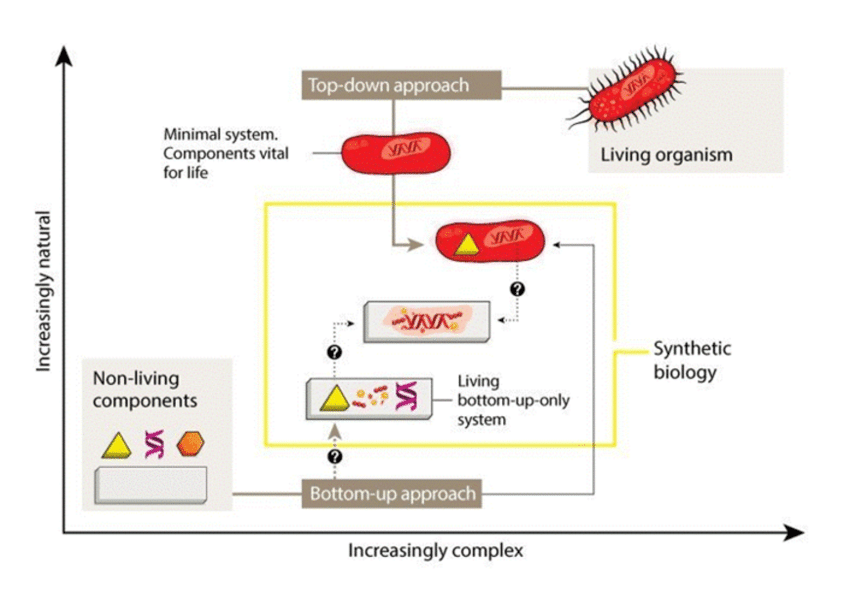 Top-down approach
Living organism
Minimal system.
Components vital
for life
Increasingly natural
?
?
Synthetic
biology
Non-living
components
Living
bottom-up-only
system
?
Bottom-up approach
Increasingly complex